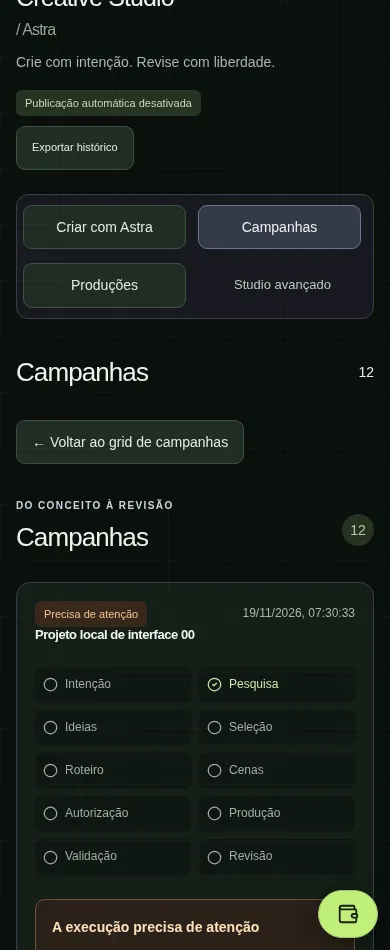 Creative Studio
/ Astra
Crie com intenção. Revise com liberdade.
Publicação automática desativada
Exportar histórico
Criar com Astra
Campanhas
Produções
Studio avançado
Campanhas
12
← Voltar ao grid de campanhas
DO CONCEITO À REVISÃO
Campanhas
12
Precisa de atenção
19/11/2026, 07:30:33
Projeto local de interface 00
Intenção
Pesquisa
Ideias
Seleção
Roteiro
Cenas
Autorização
Produção
Validação
Revisão
A execução precisa de atenção